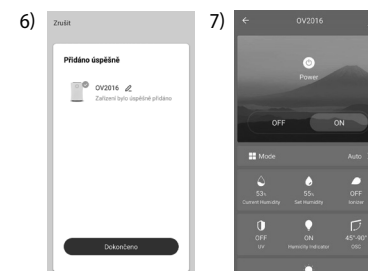 6)
Zrušit
Přidáno úspěšně
OV2016
Zařízení bylo úspěšně přidáno
Dokončeno
7)
OV2016
Power
OFF ON
Mode Auto
53% 55% OFF
Current Humidity Set Humidity Ionizer
OFF ON 45°-90°
UV Humidity Indicator OSC